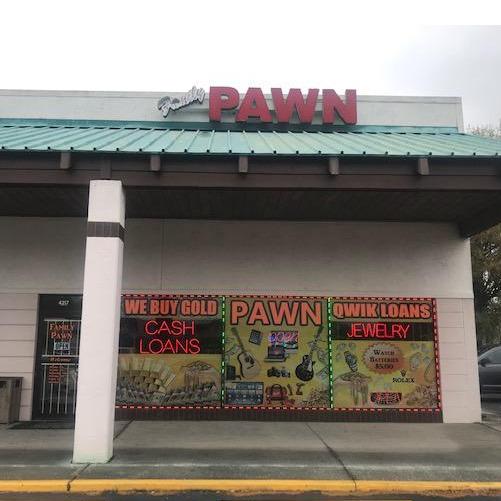 Family PAWN
4217
FAMILY
PAWN
OPEN
WE BUY GOLD
CASH
LOANS
PAWN
QWIK LOANS
JEWELRY
WATCH
BATTERIES
$5.00
ROLEX